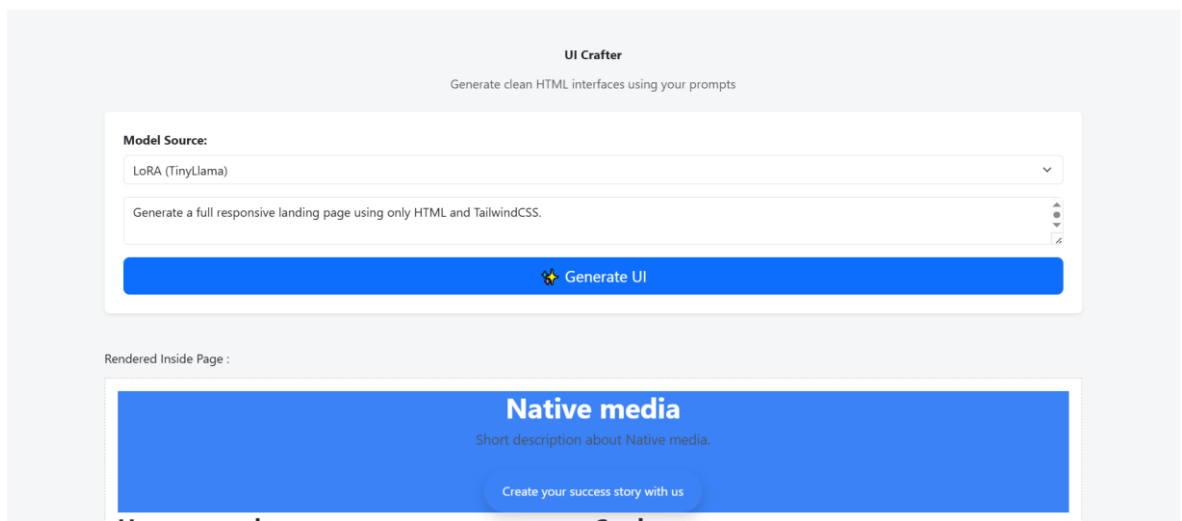 UI Crafter
Generate clean HTML interfaces using your prompts
Model Source:
LoRA (TinyLlama)
Generate a full responsive landing page using only HTML and TailwindCSS.
✨ Generate UI
Rendered Inside Page :
Native media
Short description about Native media.
Create your success story with us